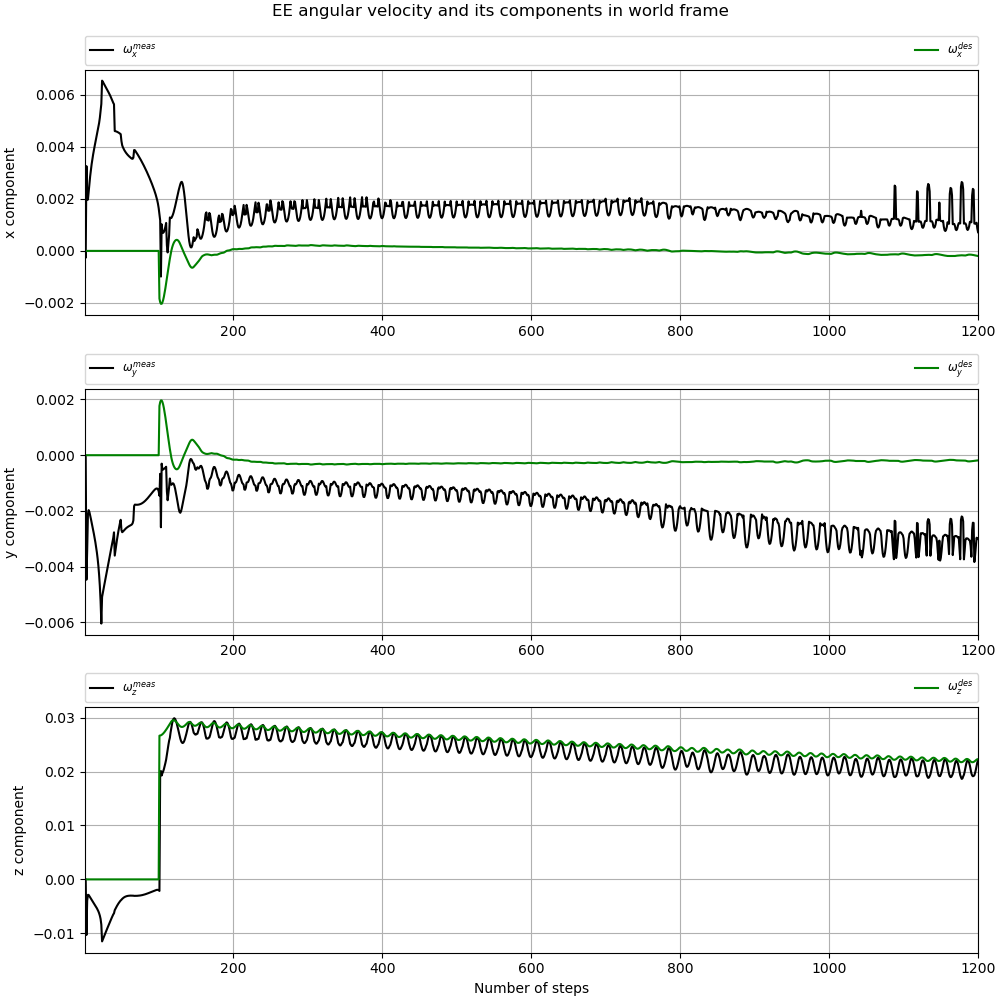 EE angular velocity and its components in world frame
ω_x^meas ω_x^des
0.006
0.004
0.002
0.000
−0.002
x component
200 400 600 800 1000 1200
ω_y^meas ω_y^des
0.002
0.000
−0.002
−0.004
−0.006
y component
200 400 600 800 1000 1200
ω_z^meas ω_z^des
0.03
0.02
0.01
0.00
−0.01
z component
200 400 600 800 1000 1200
Number of steps